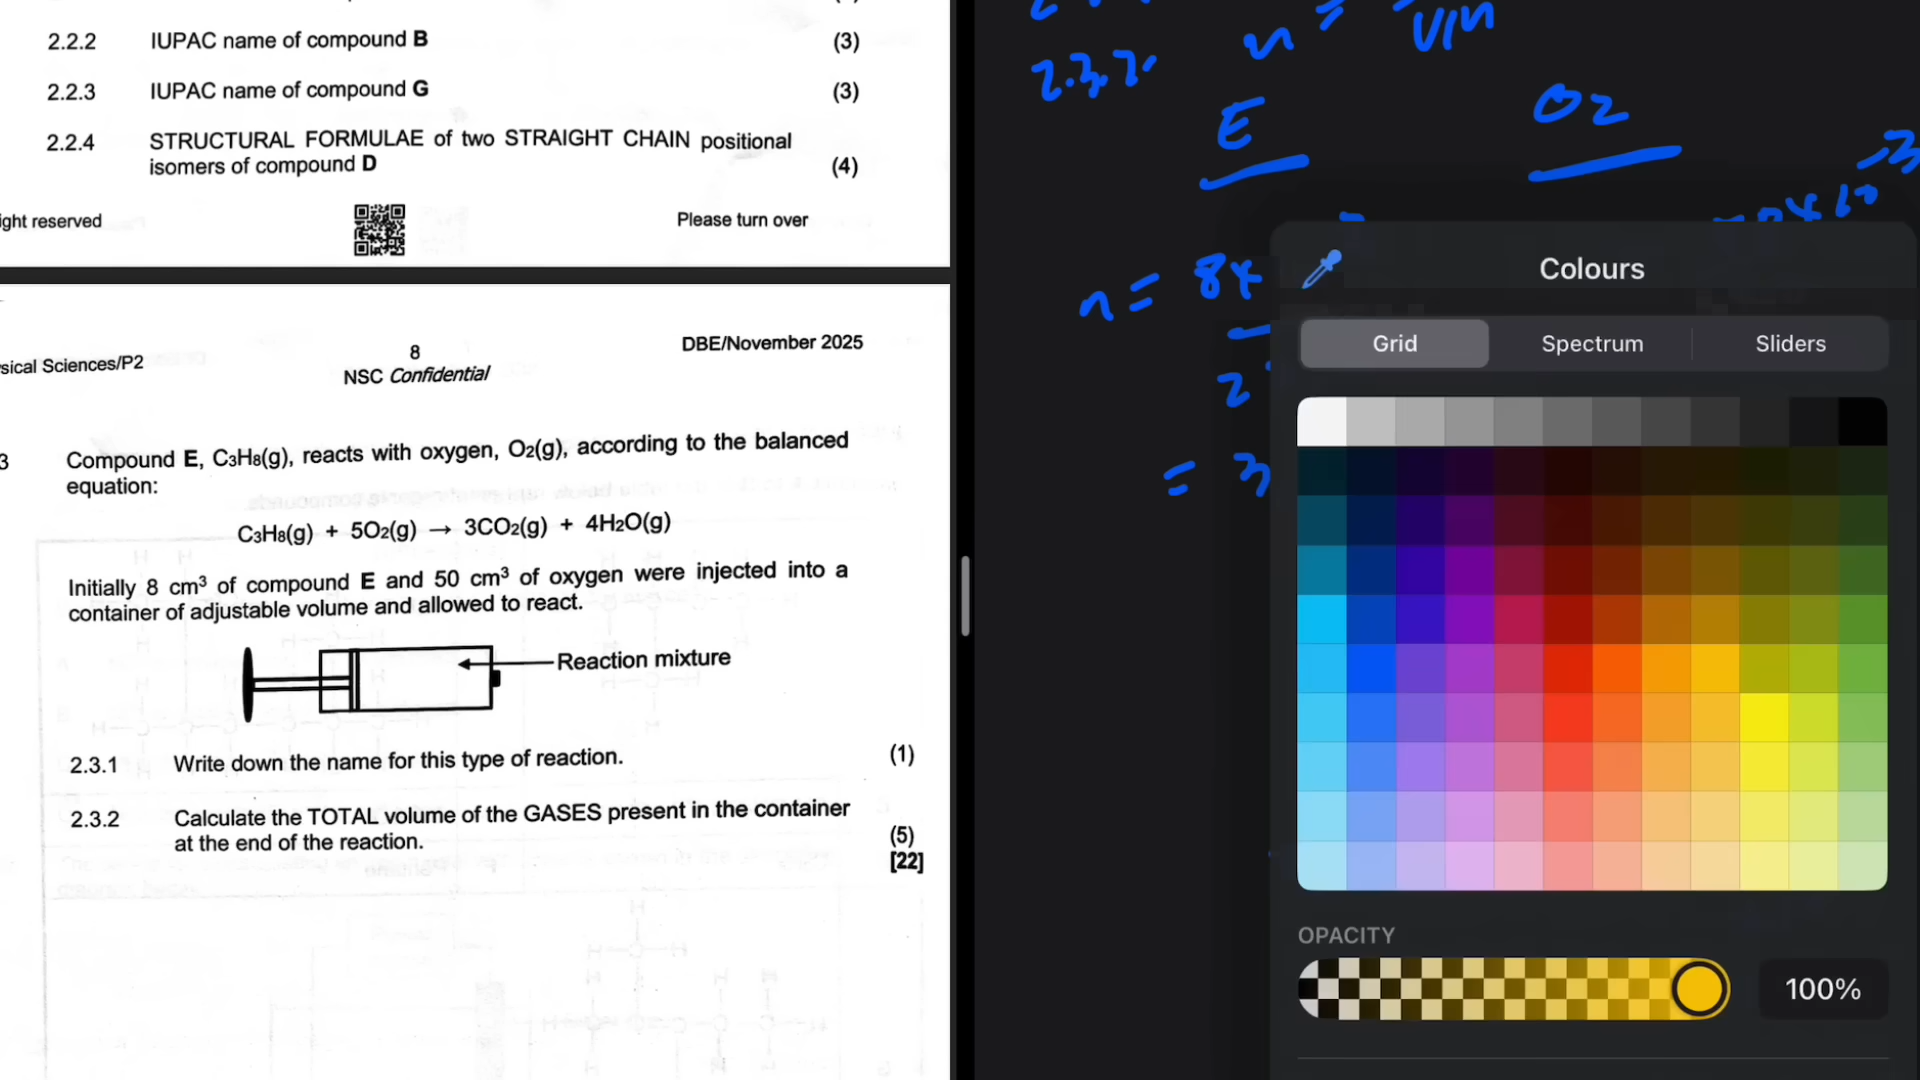 2.2.2 IUPAC name of compound B (3)
2.2.3 IUPAC name of compound G (3)
2.2.4 STRUCTURAL FORMULAE of two STRAIGHT CHAIN positional
isomers of compound D (4)
ight reserved
Please turn over
sical Sciences/P2
8
NSC Confidential
DBE/November 2025
3 Compound E, C₃H₈(g), reacts with oxygen, O₂(g), according to the balanced
equation:
C₃H₈(g) + 5O₂(g) → 3CO₂(g) + 4H₂O(g)
Initially 8 cm³ of compound E and 50 cm³ of oxygen were injected into a
container of adjustable volume and allowed to react.
Reaction mixture
2.3.1 Write down the name for this type of reaction. (1)
2.3.2 Calculate the TOTAL volume of the GASES present in the container
at the end of the reaction. (5)
[22]
n = V/m
2.3.2.
E
O2
-3
n = 8x
2
= 3
Colours
Grid Spectrum Sliders
OPACITY
100%